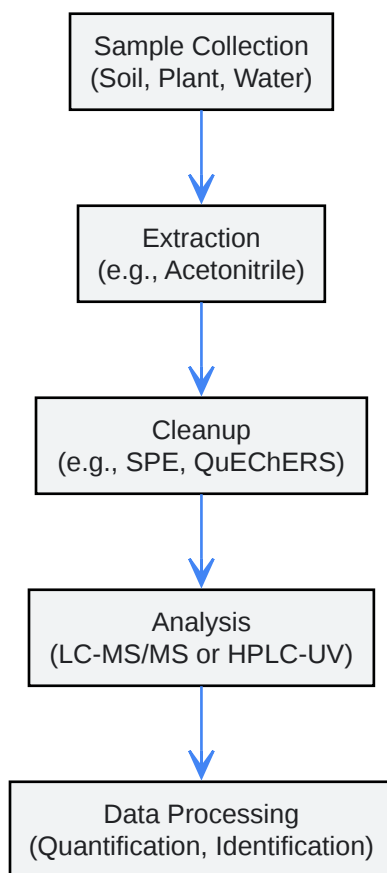 Sample Collection
(Soil, Plant, Water)
Extraction
(e.g., Acetonitrile)
Cleanup
(e.g., SPE, QuEChERS)
Analysis
(LC-MS/MS or HPLC-UV)
Data Processing
(Quantification, Identification)